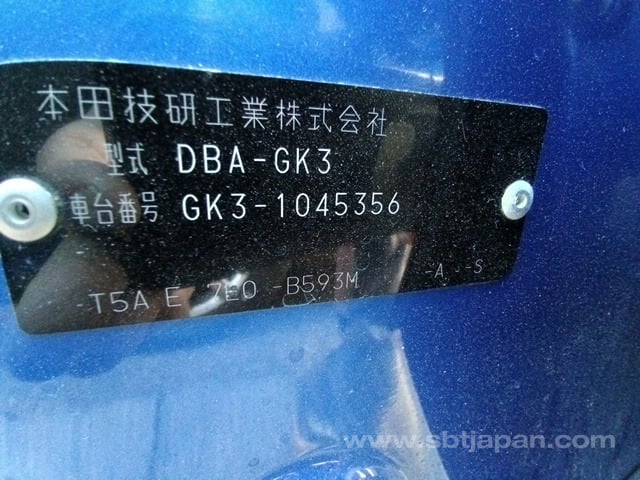 本田技研工業株式会社
型式 DBA-GK3
車台番号 GK3-1045356
-T5A E 7E0 -B593M -A --S
www.sbtjapan.com